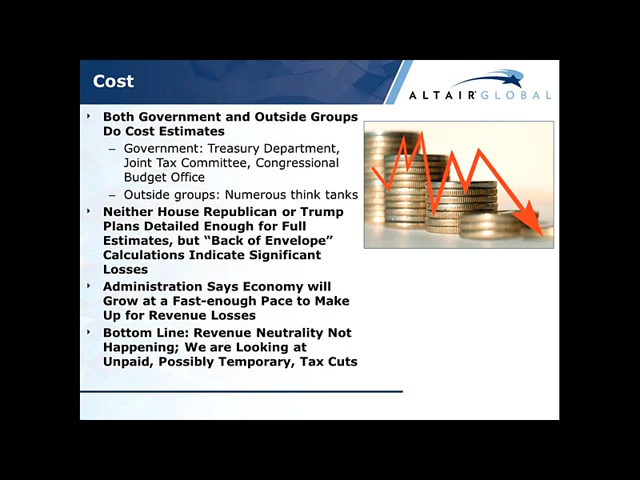 Cost
ALTAIR GLOBAL
Both Government and Outside Groups
Do Cost Estimates
– Government: Treasury Department,
Joint Tax Committee, Congressional
Budget Office
– Outside groups: Numerous think tanks
Neither House Republican or Trump
Plans Detailed Enough for Full
Estimates, but “Back of Envelope”
Calculations Indicate Significant
Losses
Administration Says Economy will
Grow at a Fast-enough Pace to Make
Up for Revenue Losses
Bottom Line: Revenue Neutrality Not
Happening; We are Looking at
Unpaid, Possibly Temporary, Tax Cuts